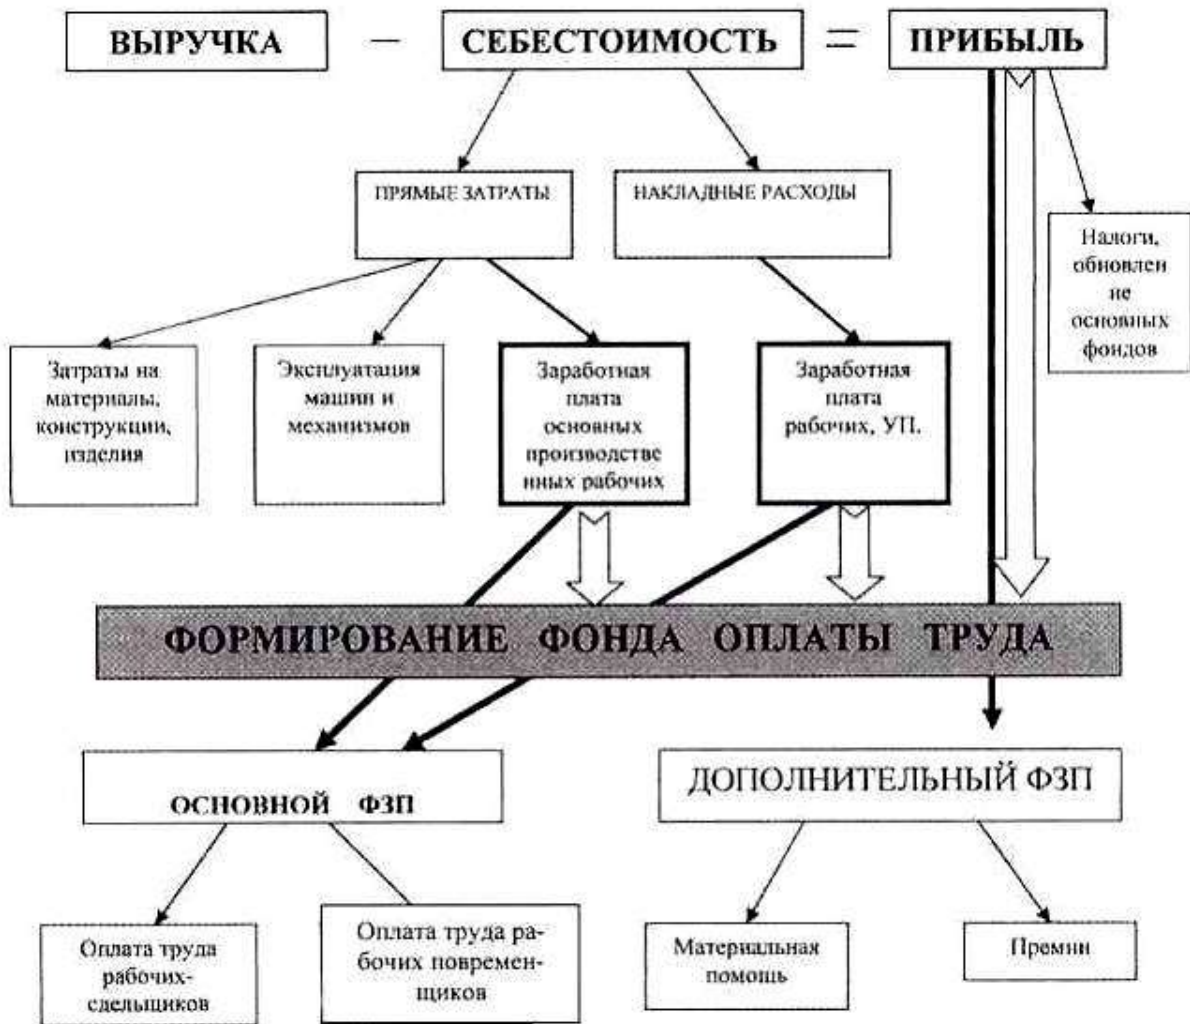 ВЫРУЧКА – СЕБЕСТОИМОСТЬ = ПРИБЫЛЬ
ПРЯМЫЕ ЗАТРАТЫ
НАКЛАДНЫЕ РАСХОДЫ
Налоги,
обновлен
ие
основных
фондов
Затраты на
материалы,
конструкции,
изделия
Эксплуатация
машин и
механизмов
Заработная
плата
основных
производстве
нных рабочих
Заработная
плата
рабочих, УП.
ФОРМИРОВАНИЕ ФОНДА ОПЛАТЫ ТРУДА
ОСНОВНОЙ ФЗП
ДОПОЛНИТЕЛЬНЫЙ ФЗП
Оплата труда
рабочих-
сдельщиков
Оплата труда ра-
бочих повремен-
щиков
Материальная
помощь
Премии